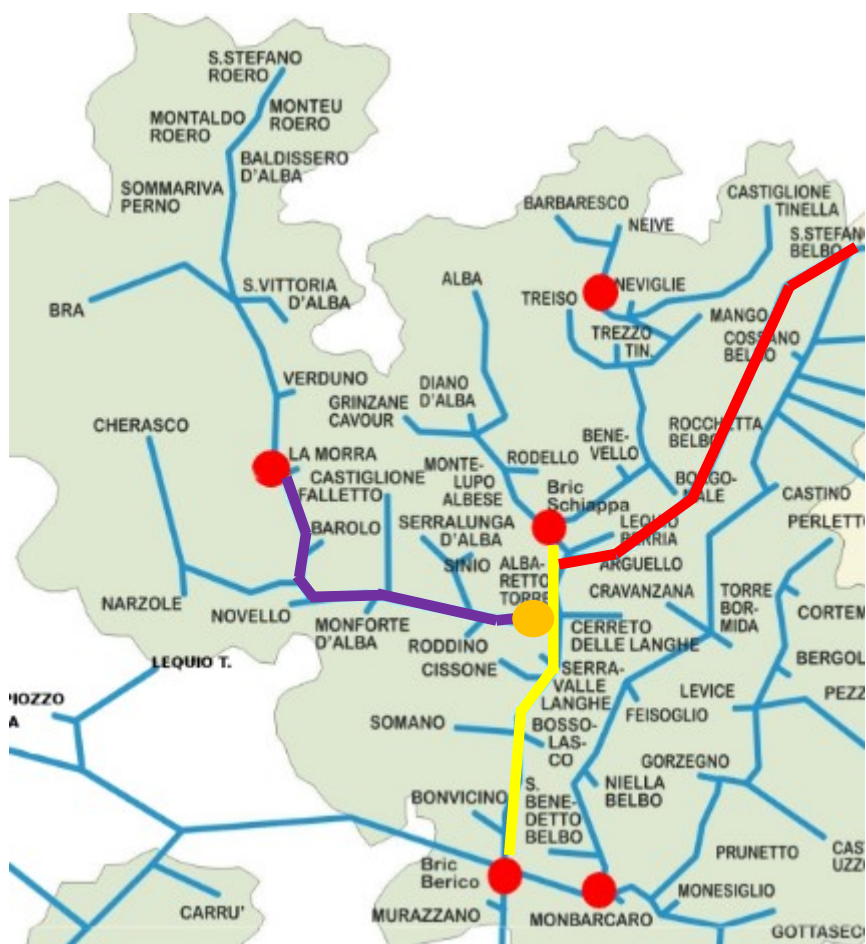 S.STEFANO
ROERO
MONTEU
ROERO
MONTALDO
ROERO
BALDISSERO
D'ALBA
SOMMARIVA
PERNO
BARBARESCO
NEIVE
CASTIGLIONE
TINELLA
S.STEFANO
BELBO
S.VITTORIA
D'ALBA
BRA
ALBA
TREISO
NEVIGLIE
MANGO
TREZZO
TIN.
COSSANO
BELBO
VERDUNO
DIANO
D'ALBA
GRINZANE
CAVOUR
CHERASCO
LA MORRA
CASTIGLIONE
FALLETTO
MONTE-
LUPO
ALBESE
RODELLO
BENE-
VELLO
ROCCHETTA
BELBO
BORGO-
MALE
Bric
Schiappa
CASTINO
PERLETTO
BAROLO
SERRALUNGA
D'ALBA
SINIO
ALBA-
RETTO
TORRE
LEQUIO
BERRIA
ARGUELLO
CRAVANZANA
TORRE
BOR-
MIDA
NARZOLE
NOVELLO
MONFORTE
D'ALBA
RODDINO
CISSONE
CERRETO
DELLE LANGHE
CORTEM
BERGOL
LEQUIO T.
SERRA-
VALLE
LANGHE
LEVICE
FEISOGLIO
PEZZ
PIOZZO
A
SOMANO
BOSSO-
LAS-
CO
GORZEGNO
BONVICINO
S.
BENE-
DETTO
BELBO
NIELLA
BELBO
CAS
UZZO
PRUNETTO
Bric
Berico
CARRU'
MURAZZANO
MONBARCARO
MONESIGLIO
GOTTASEC